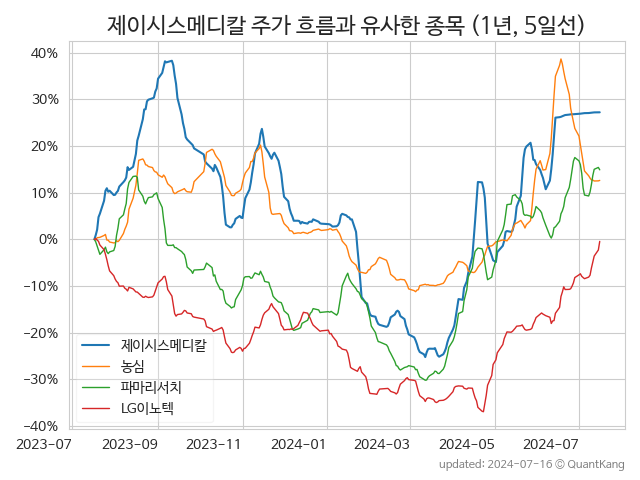 제이시스메디칼 주가 흐름과 유사한 종목 (1년, 5일선)
40%
30%
20%
10%
0%
−10%
−20%
−30%
−40%
제이시스메디칼
농심
파마리서치
LG이노텍
2023-07
2023-09
2023-11
2024-01
2024-03
2024-05
2024-07
updated: 2024-07-16 © QuantKang